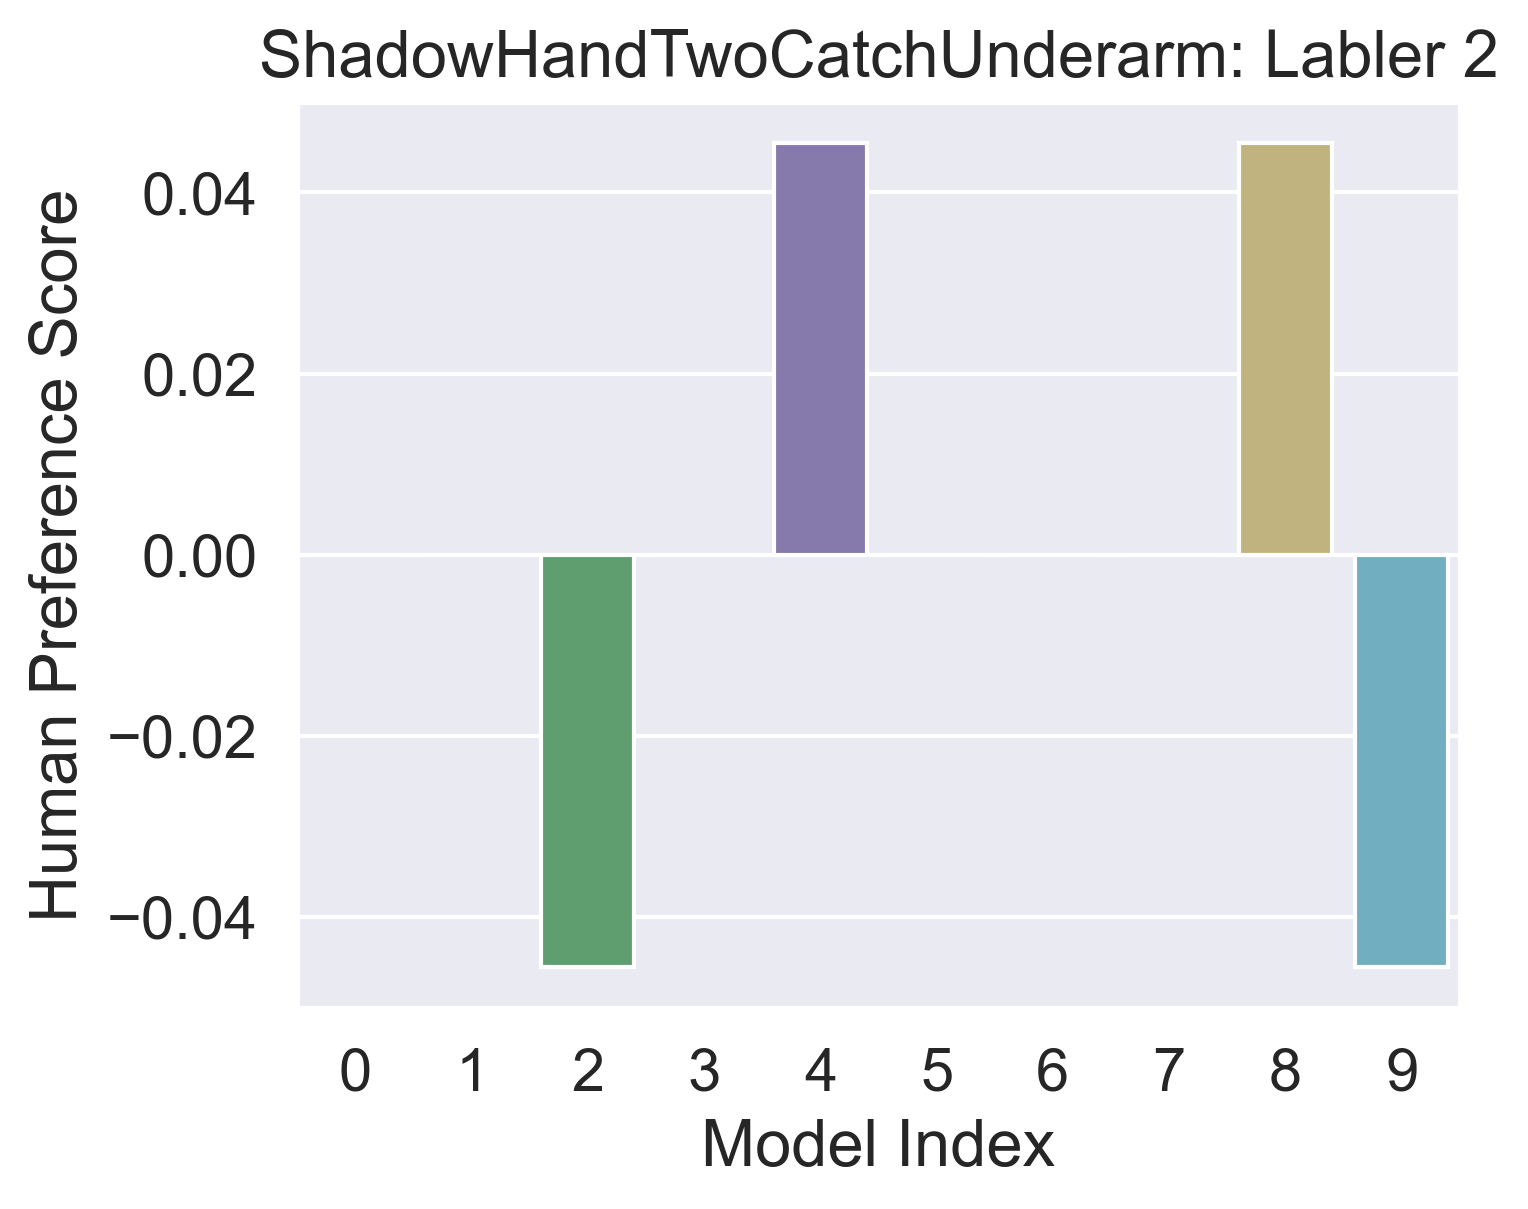 ShadowHandTwoCatchUnderarm: Labler 2
Human Preference Score
0.04
0.02
0.00
−0.02
−0.04
0 1 2 3 4 5 6 7 8 9
Model Index